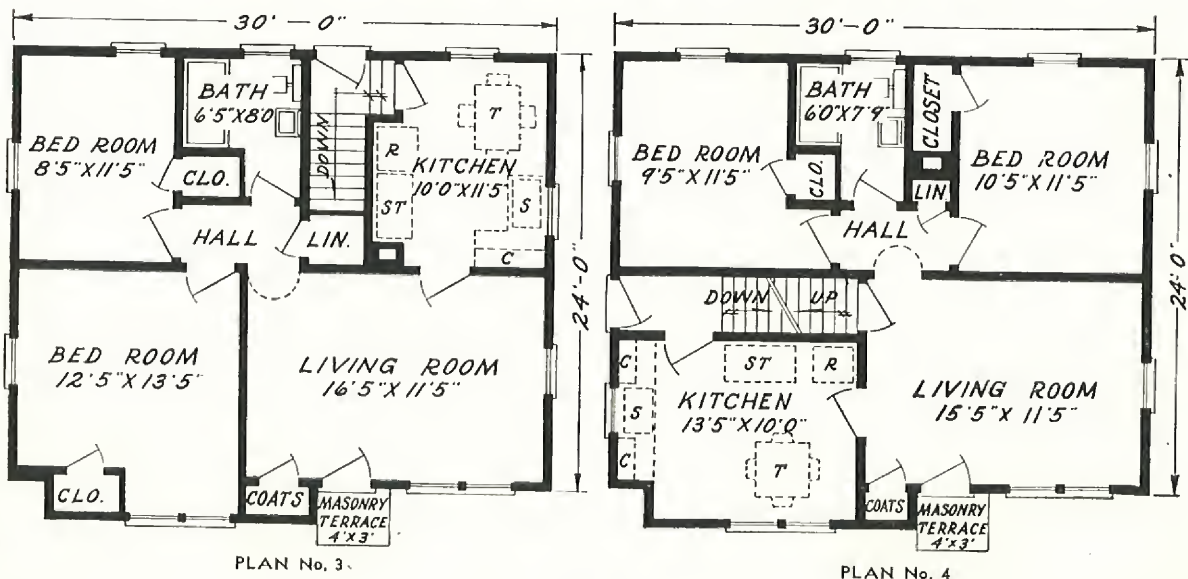 30'-0"
BATH
6'5"X8'0
BED ROOM
8'5"X11'5"
CLO.
DOWN
T
R
KITCHEN
10'0"X11'5"
ST
S
C
HALL
LIN.
24'-0"
BED ROOM
12'5"X13'5"
LIVING ROOM
16'5"X11'5"
CLO.
COATS
MASONRY
TERRACE
4'x3'
PLAN No. 3
30'-0"
BATH
6'0"X7'9"
CLOSET
BED ROOM
9'5"X11'5"
CLO.
BED ROOM
10'5"X11'5"
LIN.
HALL
24'0"
DOWN
UP
C
ST
R
S
KITCHEN
13'5"X10'0"
C
T
LIVING ROOM
15'5"X11'5"
COATS
MASONRY
TERRACE
4'x3'
PLAN No. 4